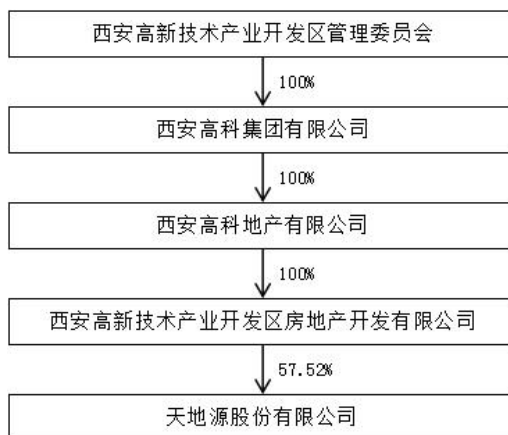 西安高新技术产业开发区管理委员会
100%
西安高科集团有限公司
100%
西安高科地产有限公司
100%
西安高新技术产业开发区房地产开发有限公司
57.52%
天地源股份有限公司